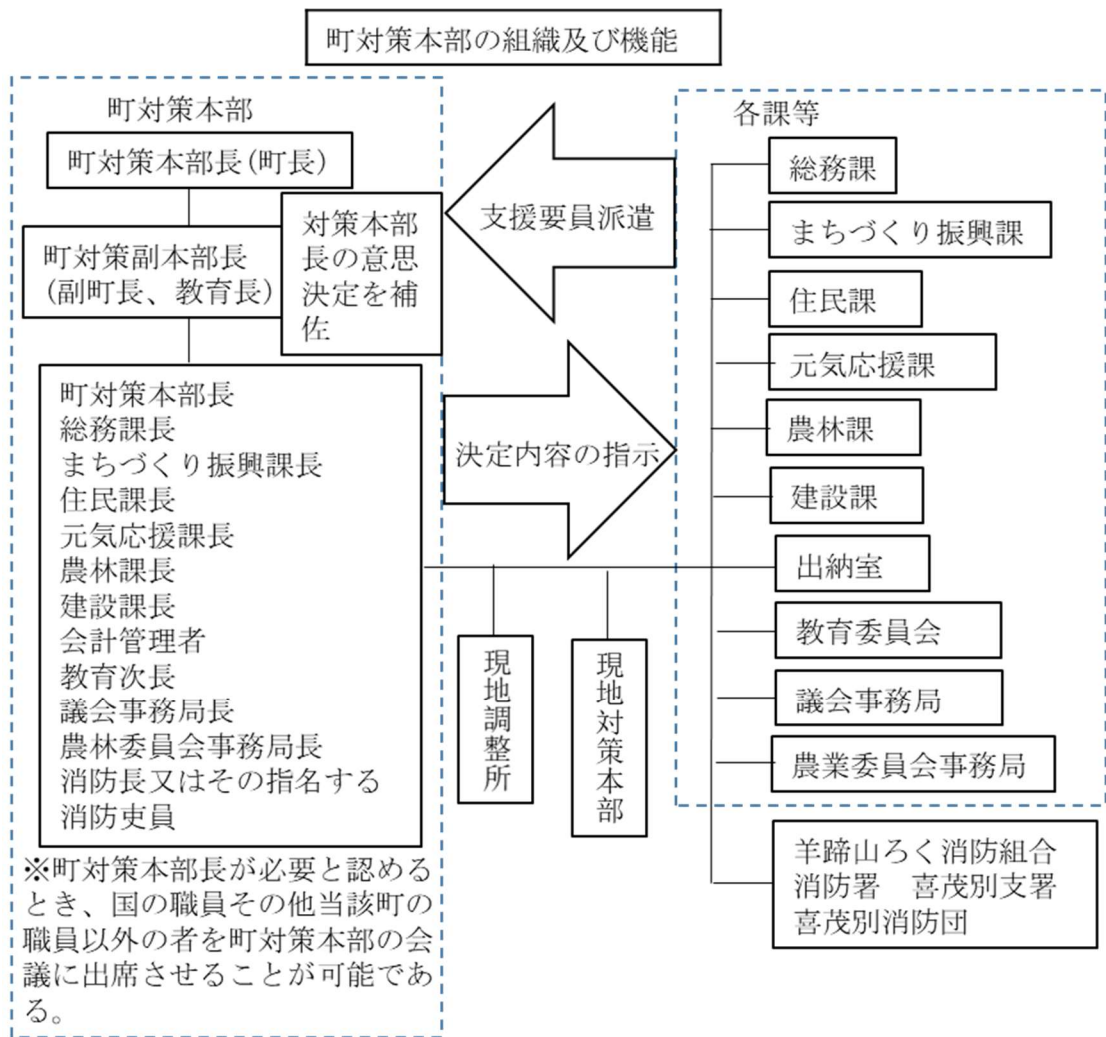 町対策本部の組織及び機能
町対策本部
町対策本部長(町長)
町対策副本部長
(副町長、教育長)
対策本部
長の意思
決定を補
佐
町対策本部長
総務課長
まちづくり振興課長
住民課長
元気応援課長
農林課長
建設課長
会計管理者
教育次長
議会事務局長
農林委員会事務局長
消防長又はその指名する
消防吏員
※町対策本部長が必要と認める
とき、国の職員その他当該町の
職員以外の者を町対策本部の会
議に出席させることが可能であ
る。
支援要員派遣
決定内容の指示
現地調整所
現地対策本部
各課等
総務課
まちづくり振興課
住民課
元気応援課
農林課
建設課
出納室
教育委員会
議会事務局
農業委員会事務局
羊蹄山ろく消防組合
消防署　喜茂別支署
喜茂別消防団